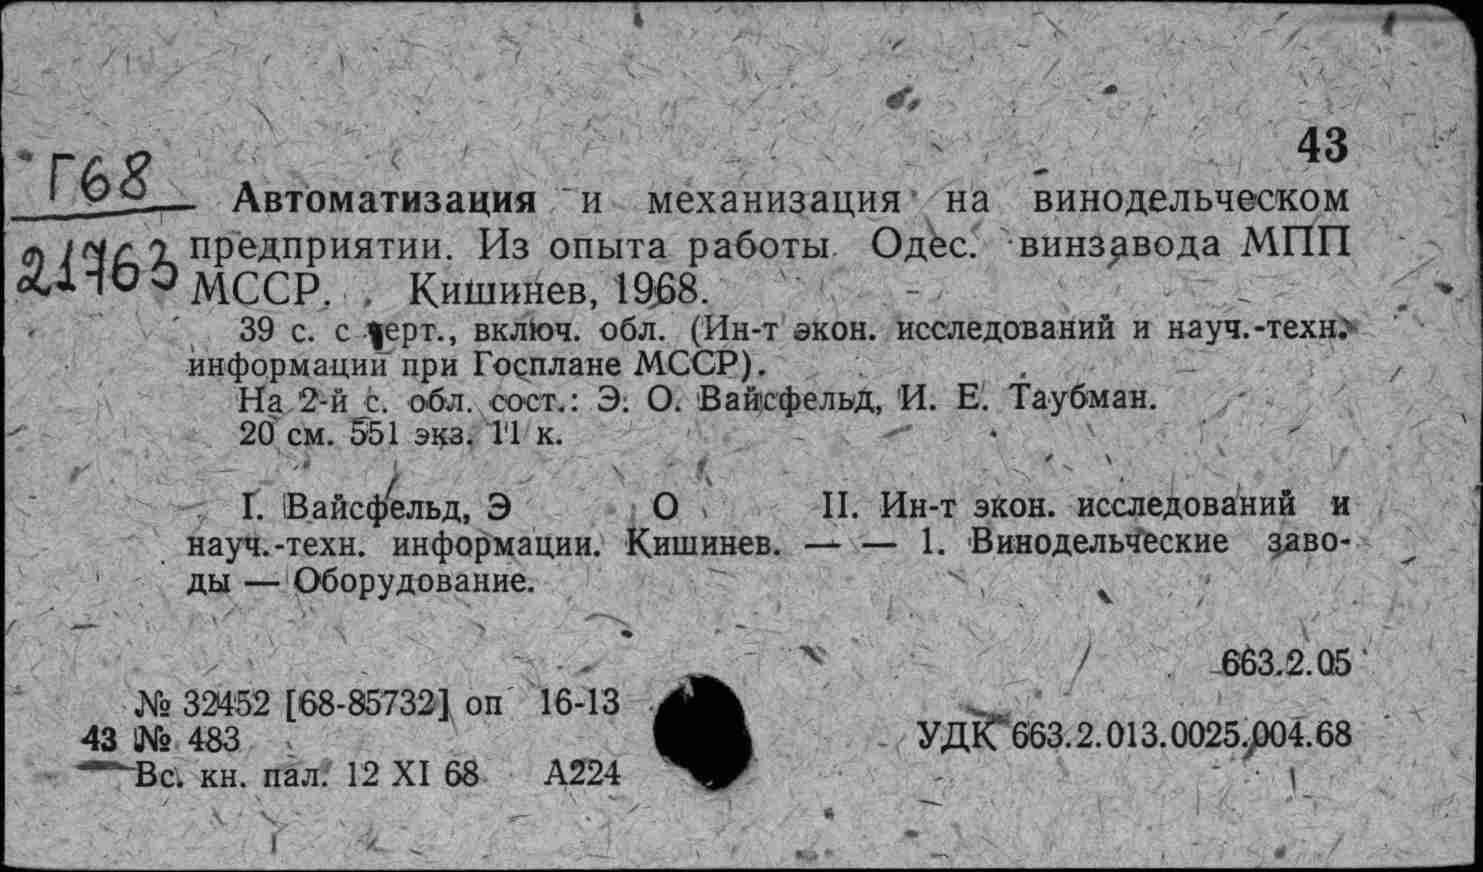 43
Г68
21763
Автоматизация и механизация на винодельческом
предприятии. Из опыта работы Одес. винзавода МПП
МССР. Кишинев, 1968.
39 с. с черт., включ. обл. (Ин-т экон. исследований и науч.-техн.
информации при Госплане МССР).
На 2-й с. обл. сост.: Э. О. Вайсфельд, И. Е. Таубман.
20 см. 551 экз. 11 к.
I. Вайсфельд, Э О II. Ин-т экон. исследований и
науч.-техн. информации. Кишинев. — — 1. Винодельческие заво-
ды — Оборудование.
663.2.05
№ 32452 [68-85732] оп 16-13
43 № 483
УДК 663.2.013.0025.004.68
Вс. кн. пал. 12 XI 68 А224